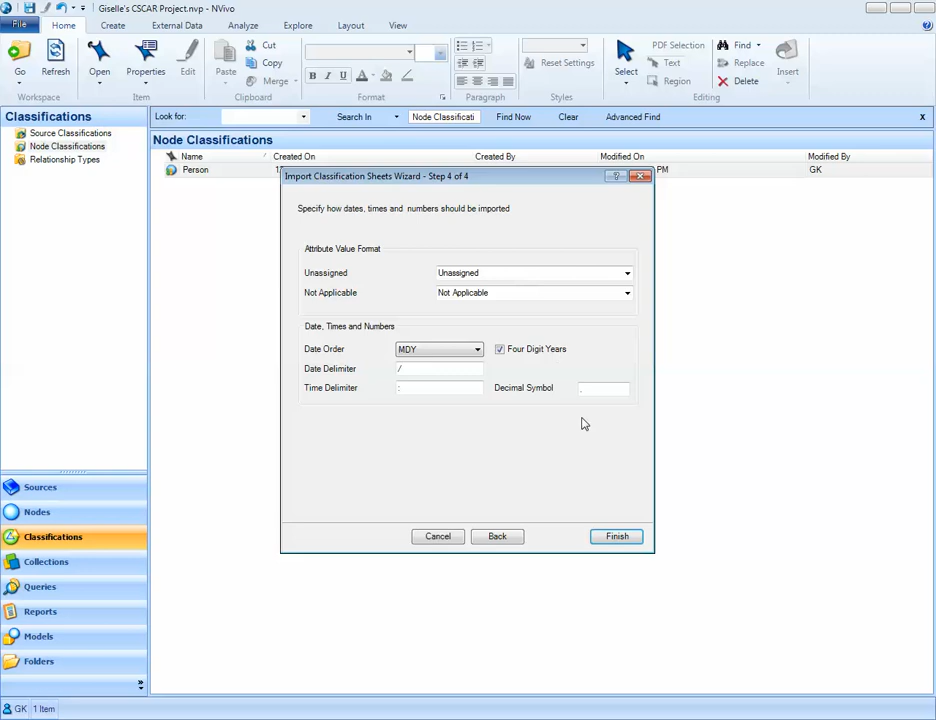 Giselle's CSCAR Project.nvp - NVivo
File Home Create External Data Analyze Explore Layout View
Go Refresh Open Properties Edit Paste Cut Copy Merge
B I U
Reset Settings
Select PDF Selection Text Region
Find Replace Delete Insert
Workspace Item Clipboard Format Paragraph Styles Editing
Classifications
Source Classifications
Node Classifications
Relationship Types
Look for: Search In Node Classificati Find Now Clear Advanced Find x
Node Classifications
Name Created On Created By Modified On Modified By
Person PM GK
Import Classification Sheets Wizard - Step 4 of 4
Specify how dates, times and numbers should be imported
Attribute Value Format
Unassigned Unassigned
Not Applicable Not Applicable
Date, Times and Numbers
Date Order MDY Four Digit Years
Date Delimiter /
Time Delimiter : Decimal Symbol .
Cancel Back Finish
Sources
Nodes
Classifications
Collections
Queries
Reports
Models
Folders
GK 1 Item